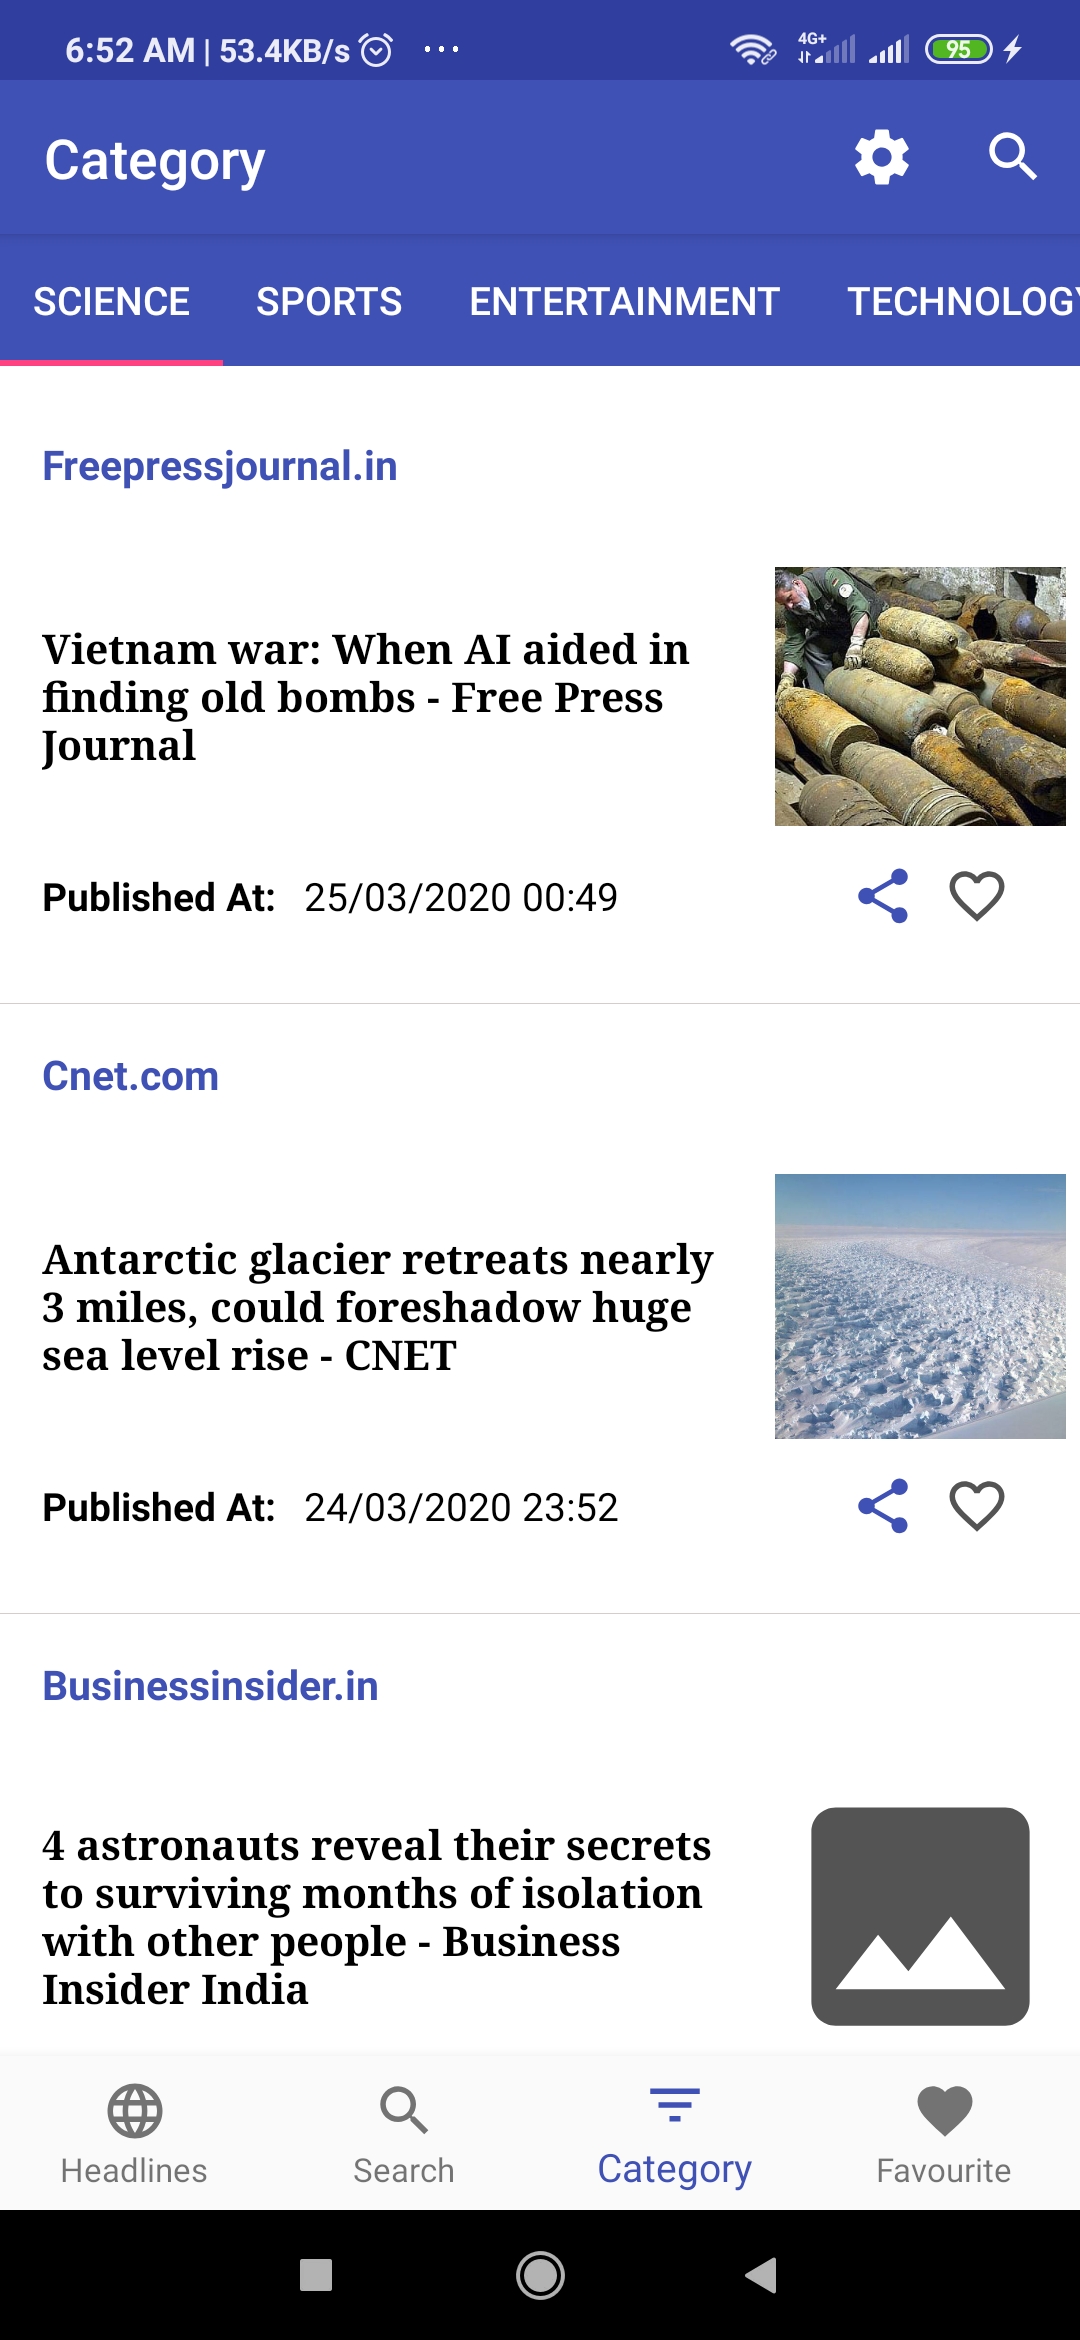 6:52 AM | 53.4KB/s ... 4G+ 95
Category
SCIENCE SPORTS ENTERTAINMENT TECHNOLOGY
Freepressjournal.in
Vietnam war: When AI aided in
finding old bombs - Free Press
Journal
Published At: 25/03/2020 00:49
Cnet.com
Antarctic glacier retreats nearly
3 miles, could foreshadow huge
sea level rise - CNET
Published At: 24/03/2020 23:52
Businessinsider.in
4 astronauts reveal their secrets
to surviving months of isolation
with other people - Business
Insider India
Headlines Search Category Favourite